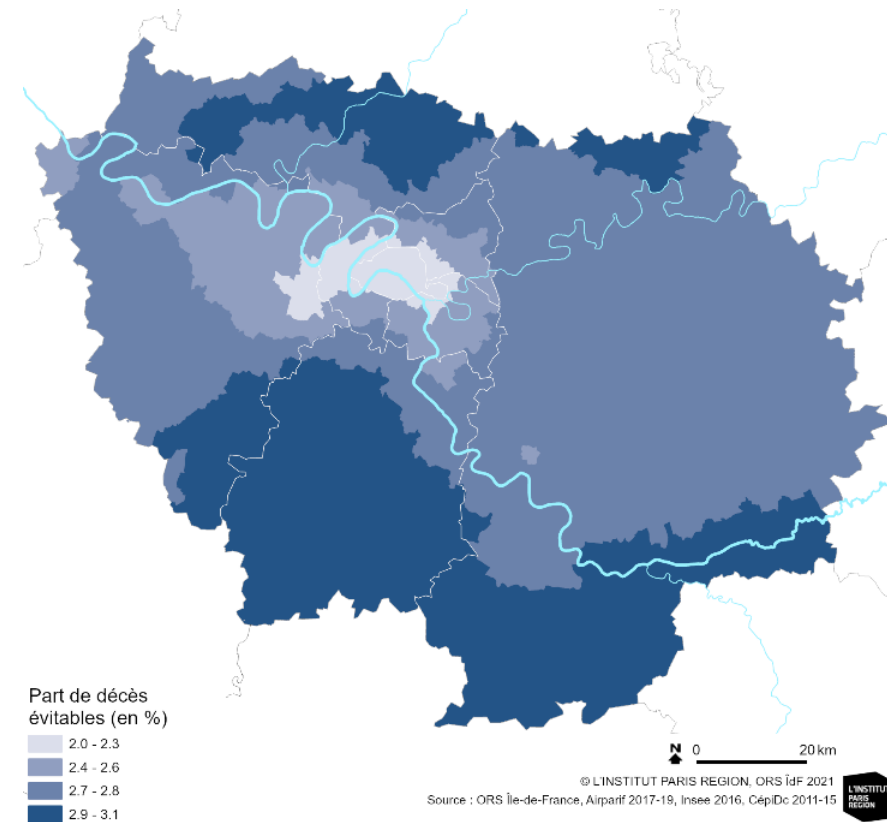 Part de décès
évitables (en %)
2.0 - 2.3
2.4 - 2.6
2.7 - 2.8
2.9 - 3.1
N 0 20 km
© L'INSTITUT PARIS REGION, ORS ÎdF 2021
Source : ORS Île-de-France, Airparif 2017-19, Insee 2016, CépiDc 2011-15
L'INSTITUT
PARIS
REGION